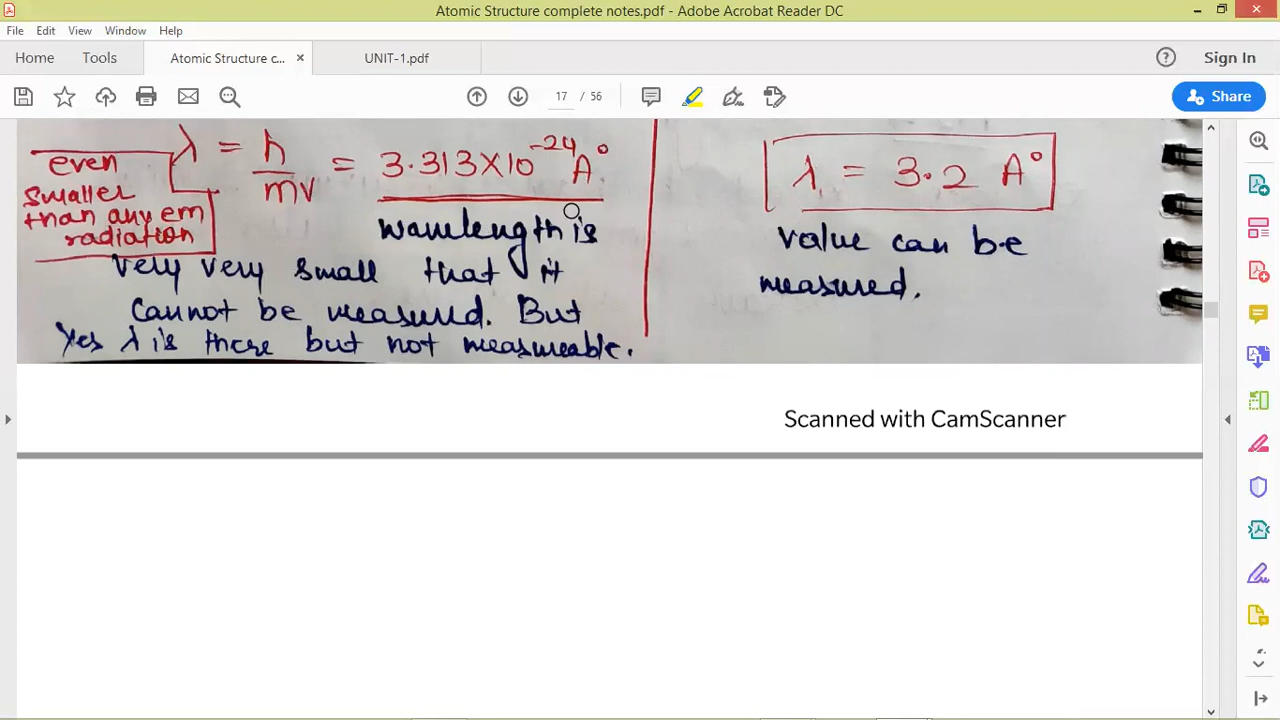 Atomic Structure complete notes.pdf - Adobe Acrobat Reader DC
File Edit View Window Help
Home Tools Atomic Structure c... × UNIT-1.pdf Sign In
17 / 56 Share
even
smaller
than any em
radiation
λ = h/mv = 3.313×10⁻²⁴A°
wavelength is
very very small that it
cannot be measured. But
Yes λ is there but not measureable.
λ = 3.2 A°
value can be
measured.
Scanned with CamScanner